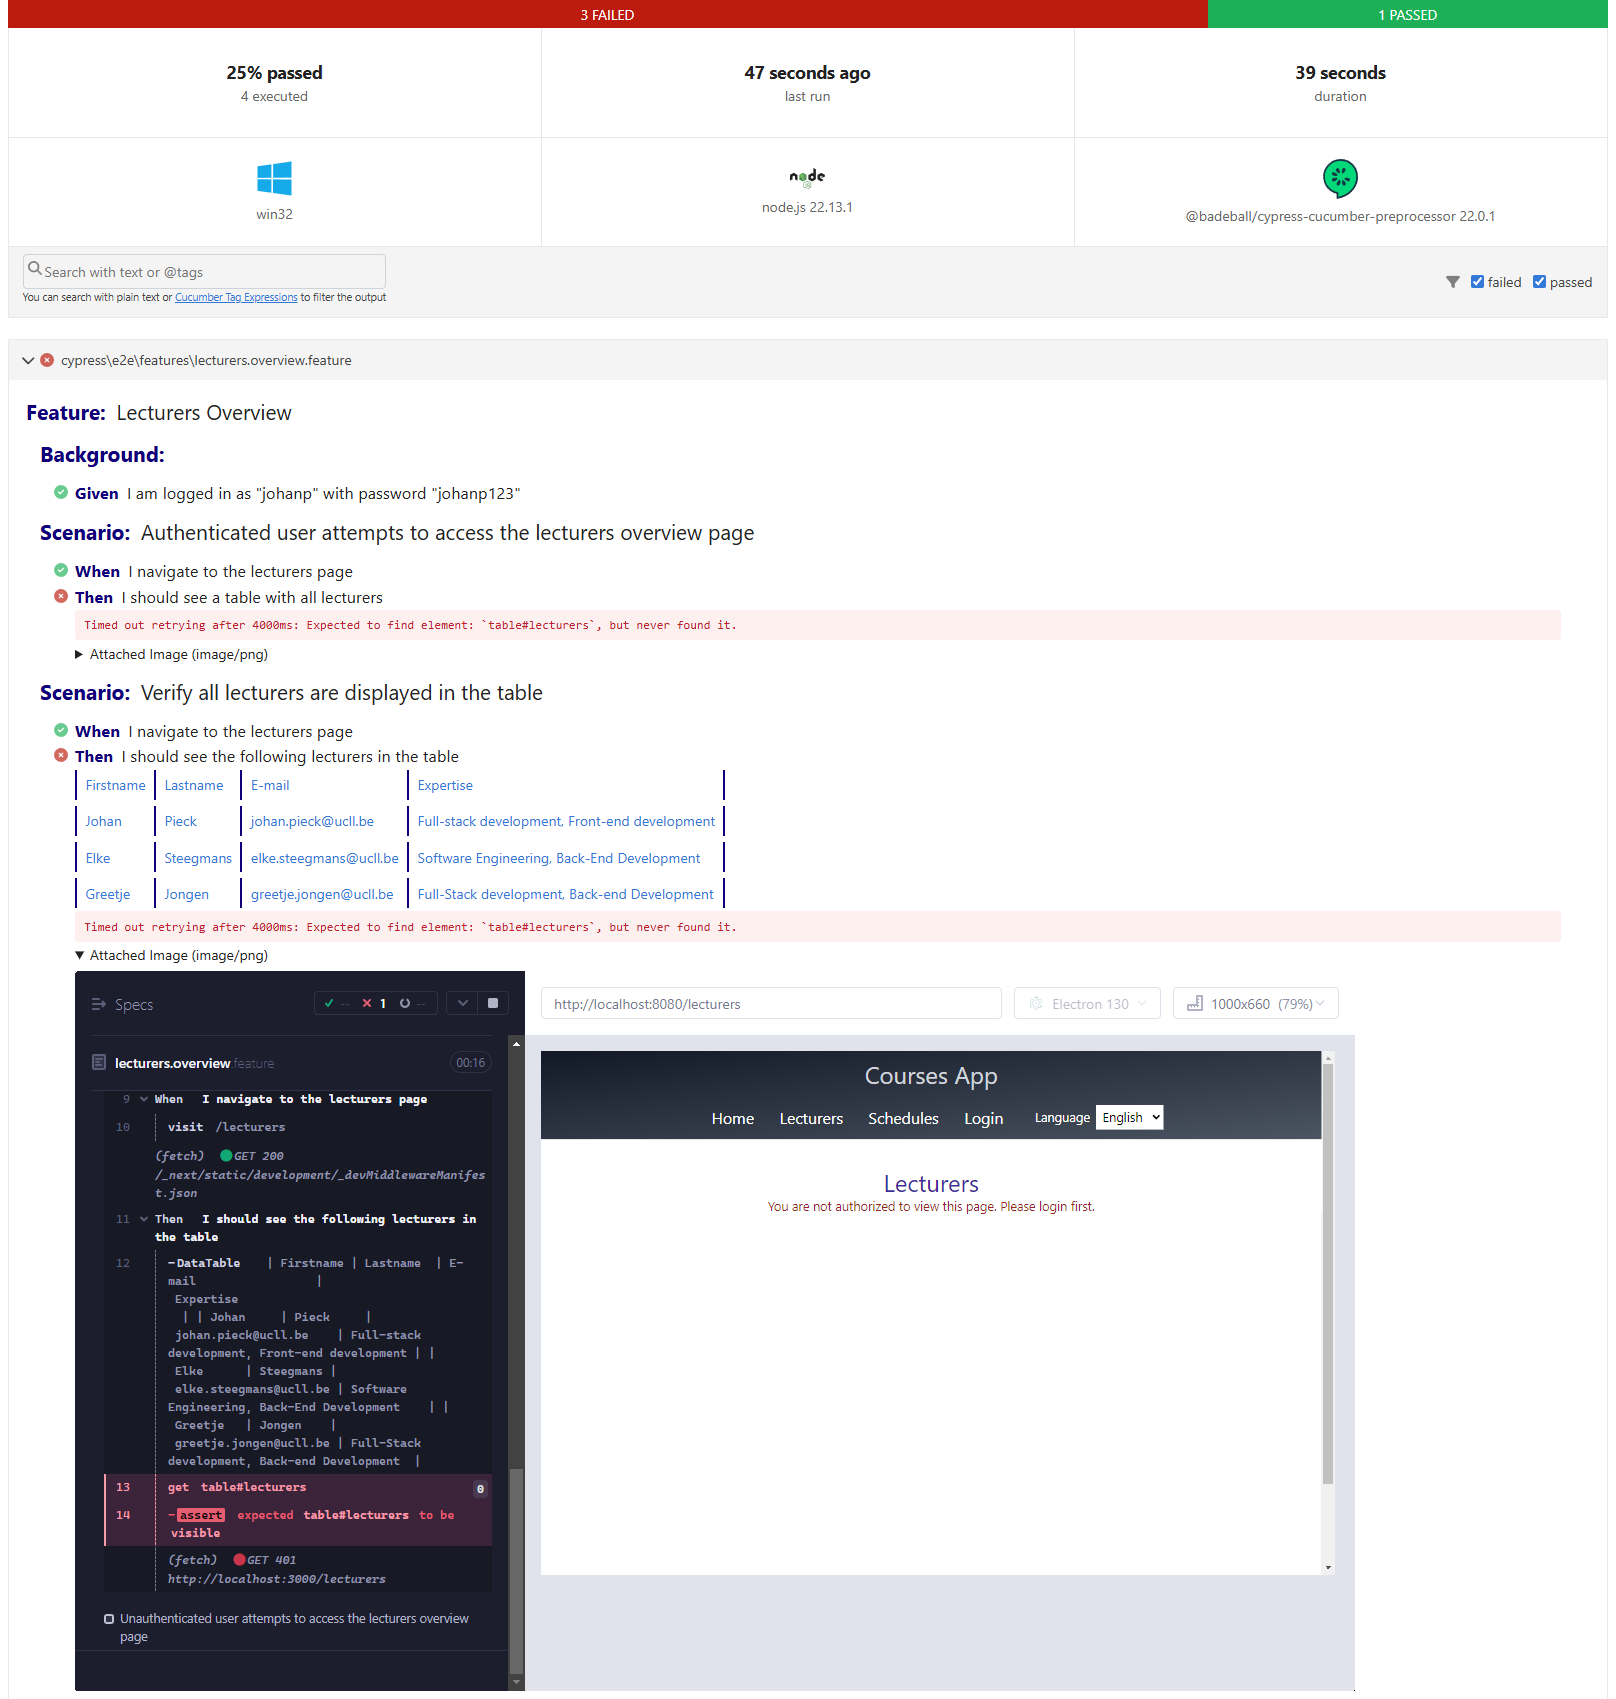 3 FAILED
1 PASSED
25% passed
4 executed
47 seconds ago
last run
39 seconds
duration
win32
node
JS
node.js 22.13.1
@badeball/cypress-cucumber-preprocessor 22.0.1
Search with text or @tags
You can search with plain text or Cucumber Tag Expressions to filter the output
failed
passed
cypress\e2e\features\lecturers.overview.feature
Feature: Lecturers Overview
Background:
Given I am logged in as "johanp" with password "johanp123"
Scenario: Authenticated user attempts to access the lecturers overview page
When I navigate to the lecturers page
Then I should see a table with all lecturers
Timed out retrying after 4000ms: Expected to find element: `table#lecturers`, but never found it.
Attached Image (image/png)
Scenario: Verify all lecturers are displayed in the table
When I navigate to the lecturers page
Then I should see the following lecturers in the table
Firstname Lastname E-mail Expertise
Johan Pieck johan.pieck@ucll.be Full-stack development, Front-end development
Elke Steegmans elke.steegmans@ucll.be Software Engineering, Back-End Development
Greetje Jongen greetje.jongen@ucll.be Full-Stack development, Back-end Development
Timed out retrying after 4000ms: Expected to find element: `table#lecturers`, but never found it.
Attached Image (image/png)
Specs
-- 1 --
lecturers.overview.feature 00:16
9 When I navigate to the lecturers page
10 visit /lecturers
(fetch) GET 200
/_next/static/development/_devMiddlewareManifes
t.json
11 Then I should see the following lecturers in
the table
12 -DataTable | Firstname | Lastname | E-
mail |
Expertise
| | Johan | Pieck |
johan.pieck@ucll.be | Full-stack
development, Front-end development | |
Elke | Steegmans |
elke.steegmans@ucll.be | Software
Engineering, Back-End Development | |
Greetje | Jongen |
greetje.jongen@ucll.be | Full-Stack
development, Back-end Development |
13 get table#lecturers 0
14 -assert expected table#lecturers to be
visible
(fetch) GET 401
http://localhost:3000/lecturers
Unauthenticated user attempts to access the lecturers overview
page
http://localhost:8080/lecturers
Electron 130
1000x660 (79%)
Courses App
Home Lecturers Schedules Login Language English
Lecturers
You are not authorized to view this page. Please login first.